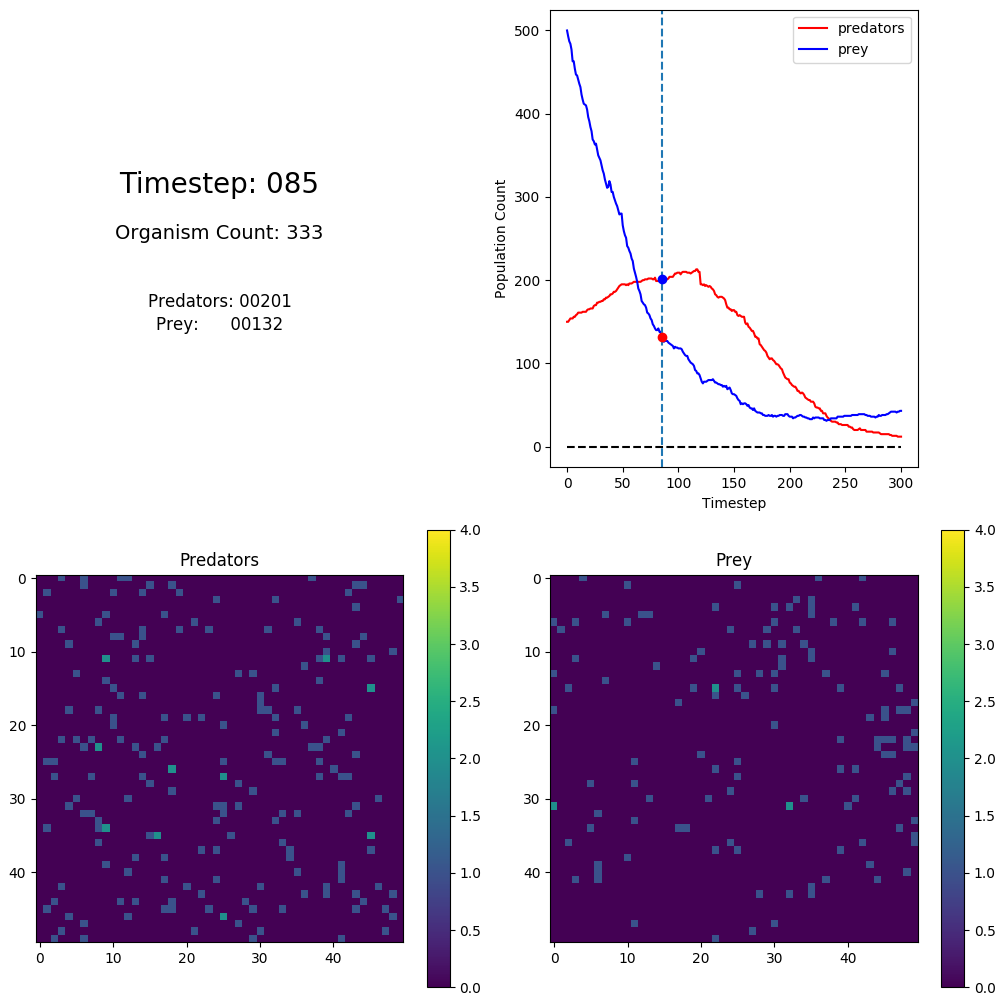 Timestep: 085
Organism Count: 333
Predators: 00201
Prey: 00132
predators
prey
Population Count
500
400
300
200
100
0
0 50 100 150 200 250 300
Timestep
Predators
0
10
20
30
40
0 10 20 30 40
4.0
3.5
3.0
2.5
2.0
1.5
1.0
0.5
0.0
Prey
0
10
20
30
40
0 10 20 30 40
4.0
3.5
3.0
2.5
2.0
1.5
1.0
0.5
0.0